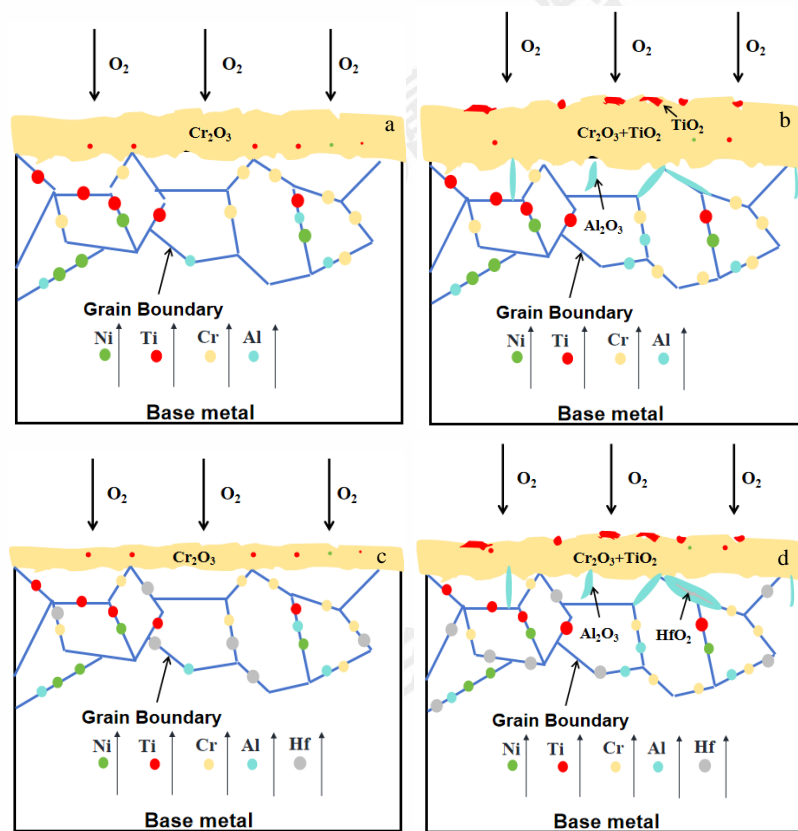 O₂ O₂ O₂
Cr₂O₃ a
Grain Boundary
Ni Ti Cr Al
Base metal
O₂ O₂ O₂
b
TiO₂
Cr₂O₃+TiO₂
Al₂O₃
Grain Boundary
Ni Ti Cr Al
Base metal
O₂ O₂ O₂
Cr₂O₃ c
Grain Boundary
Ni Ti Cr Al Hf
Base metal
O₂ O₂ O₂
Cr₂O₃+TiO₂ d
Al₂O₃ HfO₂
Grain Boundary
Ni Ti Cr Al Hf
Base metal